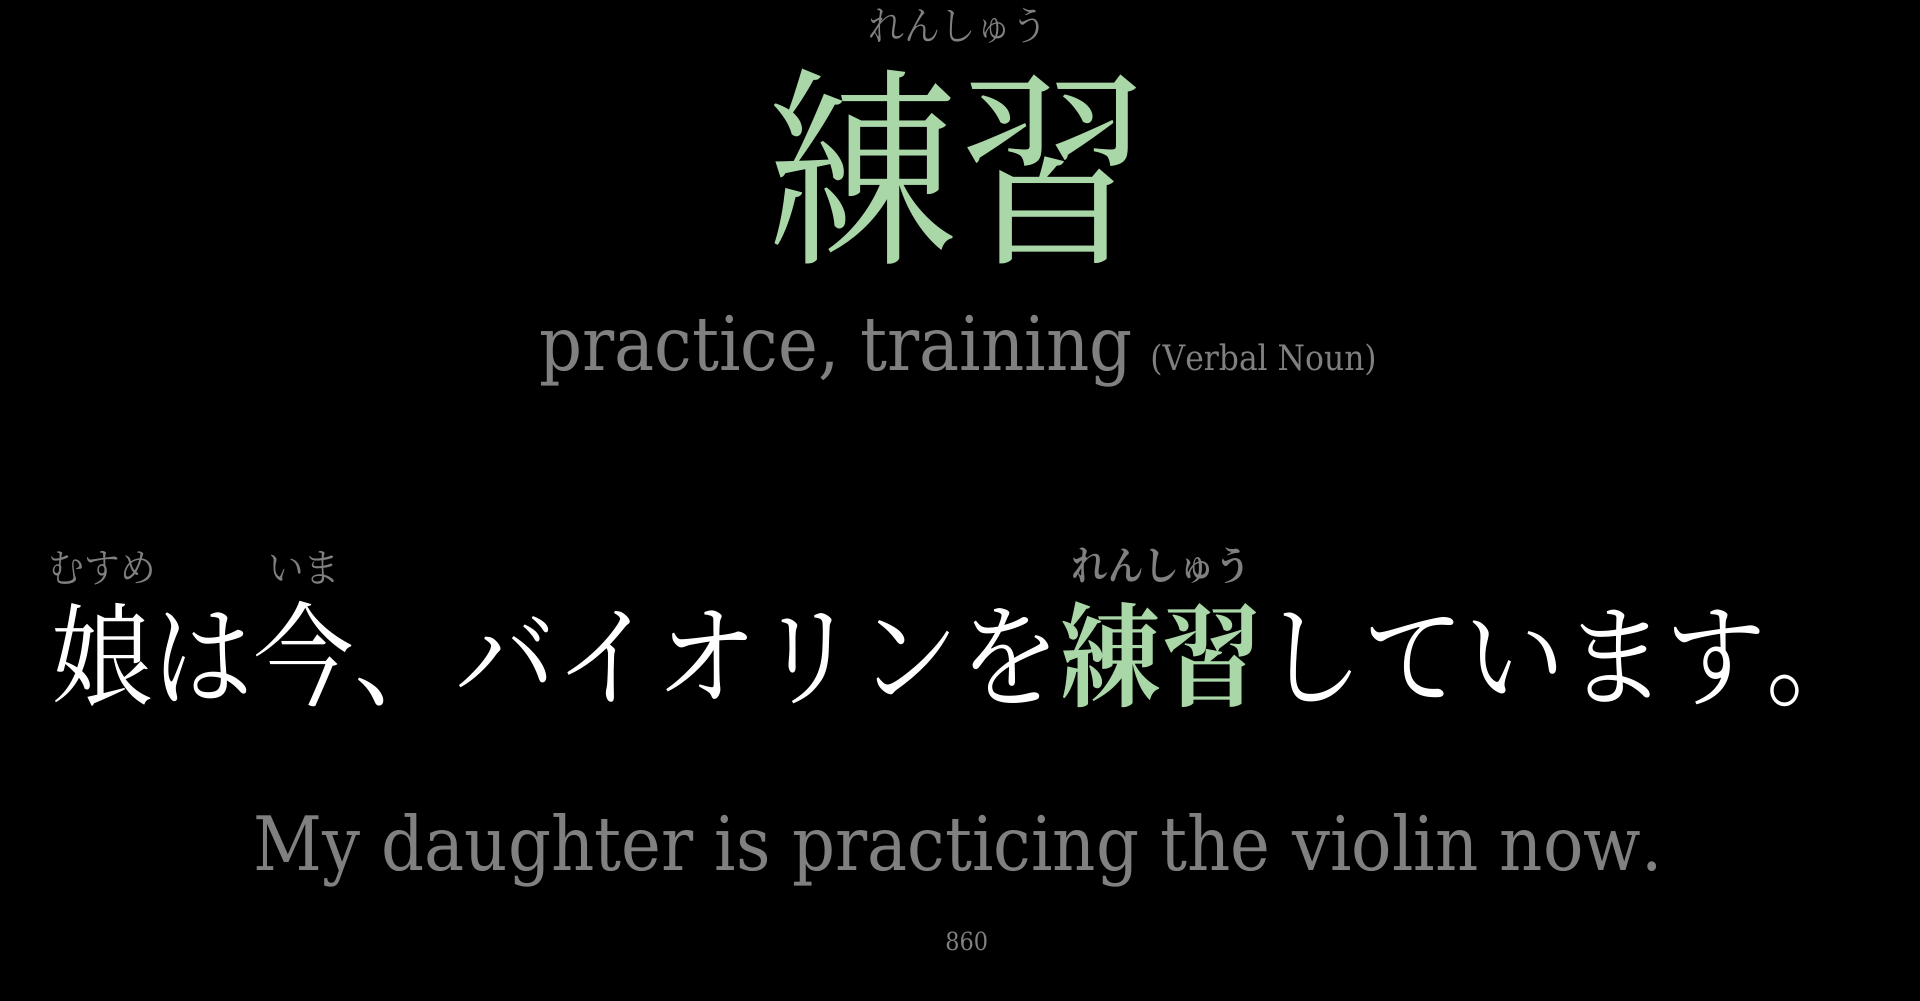 れんしゅう
練習
practice, training (Verbal Noun)
むすめ いま れんしゅう
娘は今、バイオリンを練習しています。
My daughter is practicing the violin now.
860